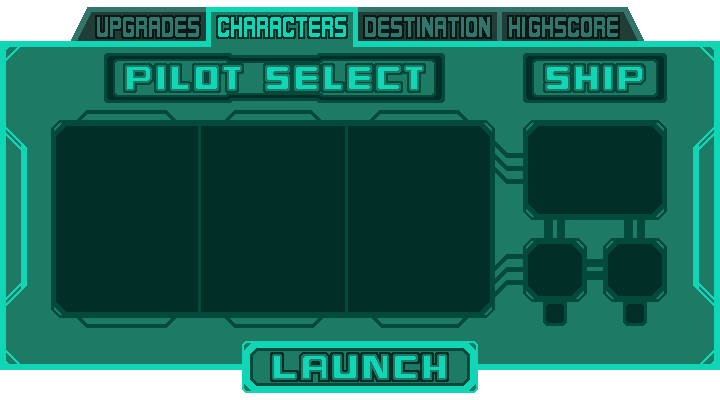 UPGRADES CHARACTERS DESTINATION HIGHSCORE
PILOT SELECT SHIP
LAUNCH